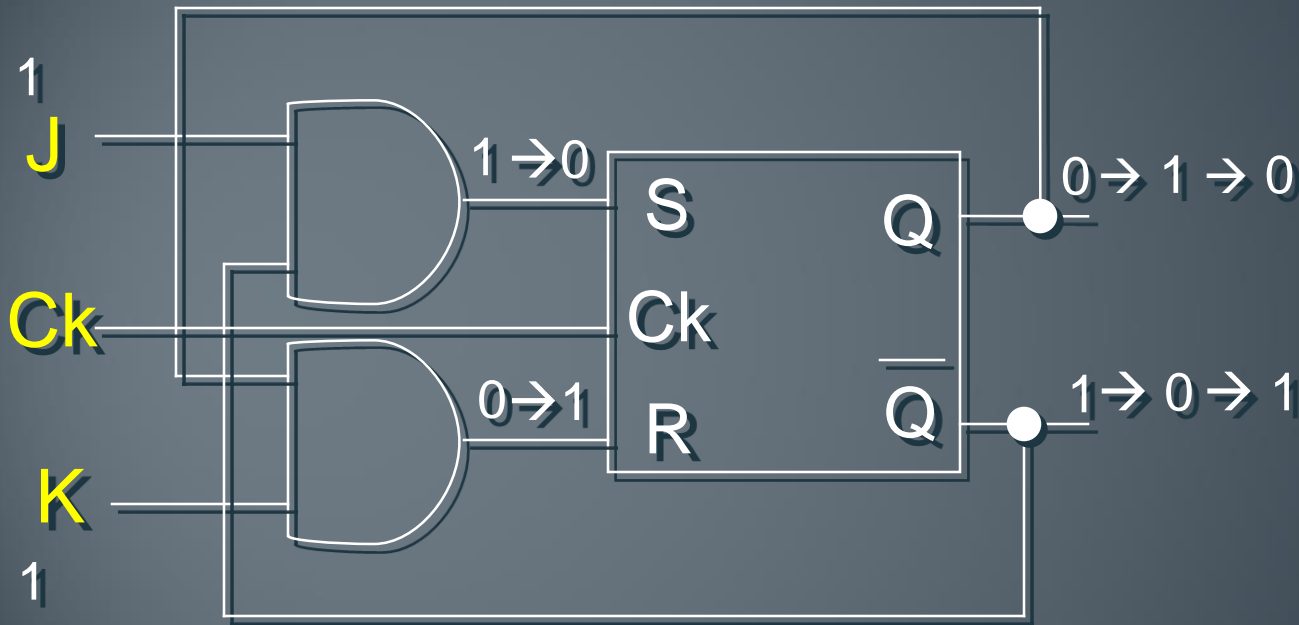 1
J
1 → 0
0 → 1 → 0
S
Q
Ck
Ck
0 → 1
1 → 0 → 1
R
Q̅
K
1